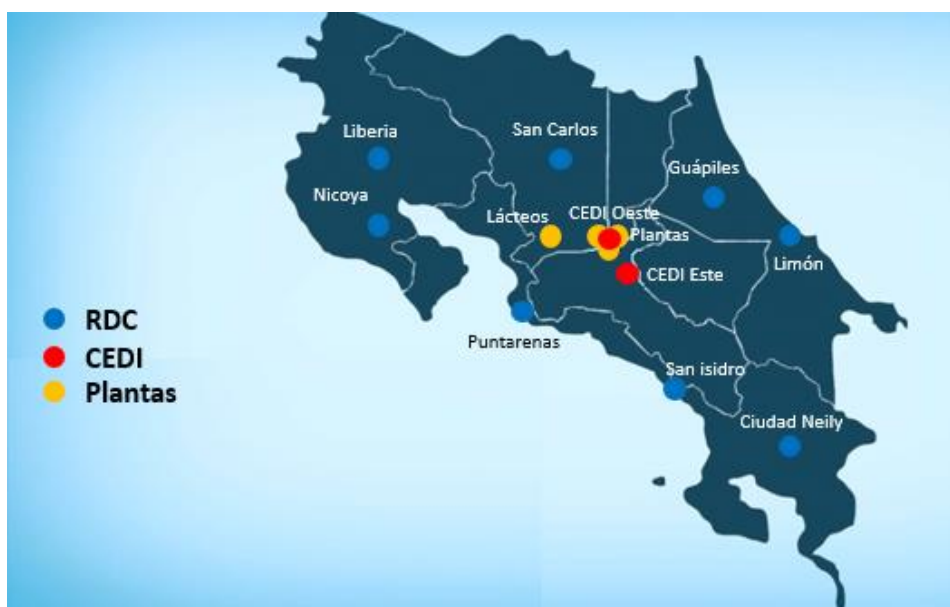 Liberia
San Carlos
Guápiles
Nicoya
Lácteos
CEDI Oeste
Plantas
Limón
CEDI Este
RDC
CEDI
Plantas
Puntarenas
San isidro
Ciudad Neily